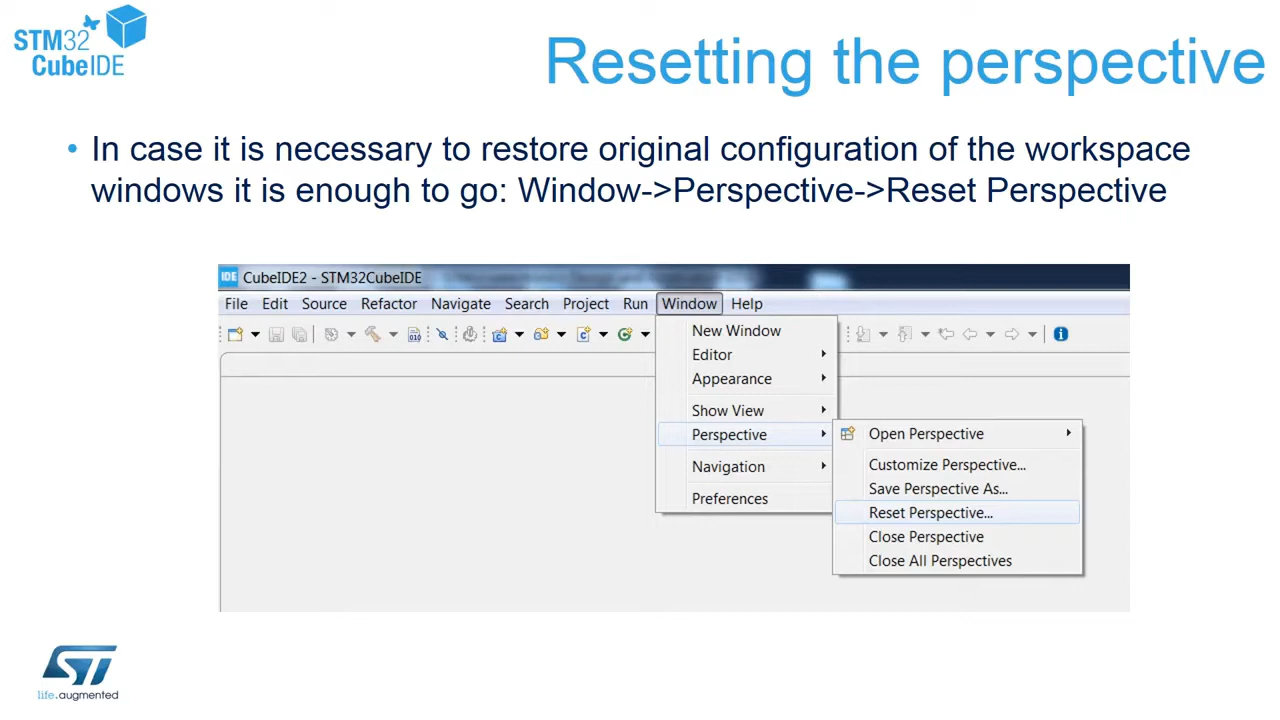 STM32
CubeIDE
Resetting the perspective
• In case it is necessary to restore original configuration of the workspace
windows it is enough to go: Window->Perspective->Reset Perspective
IDE CubeIDE2 - STM32CubeIDE
File Edit Source Refactor Navigate Search Project Run Window Help
New Window
Editor
Appearance
Show View
Perspective
Navigation
Preferences
Open Perspective
Customize Perspective...
Save Perspective As...
Reset Perspective...
Close Perspective
Close All Perspectives
ST
life.augmented